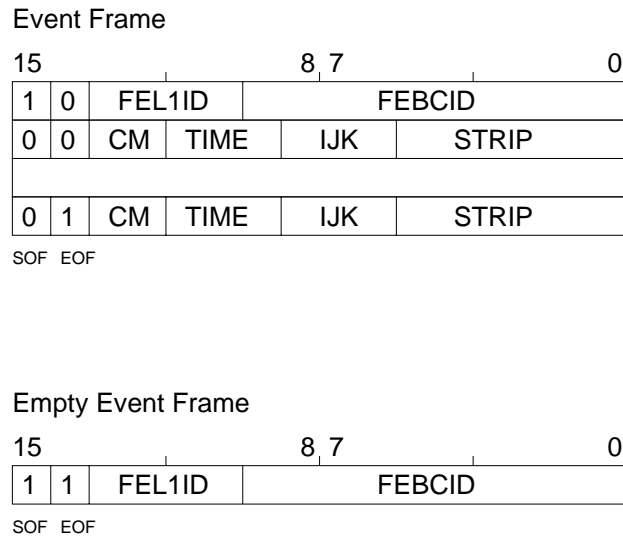 Event Frame
15 8 7 0
1 0 FEL1ID FEBCID
0 0 CM TIME IJK STRIP
0 1 CM TIME IJK STRIP
SOF EOF
Empty Event Frame
15 8 7 0
1 1 FEL1ID FEBCID
SOF EOF